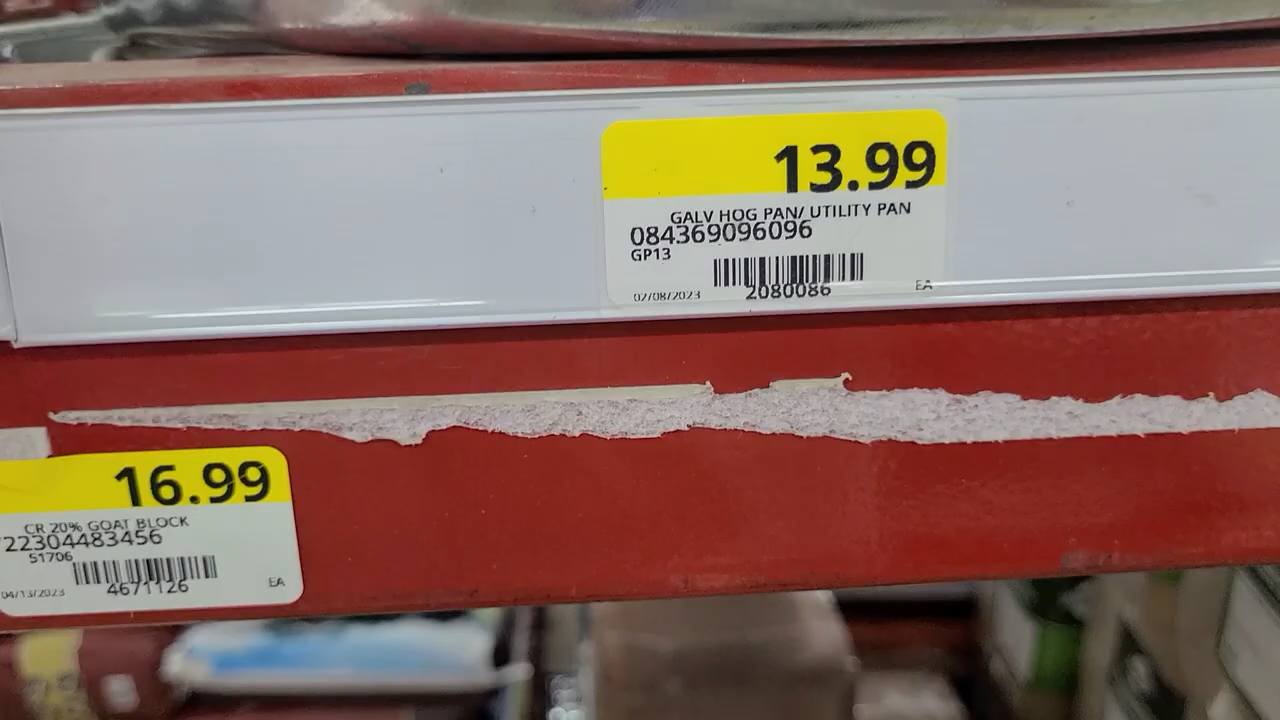 13.99
GALV HOG PAN/ UTILITY PAN
084369096096
GP13
02/08/2023
2080086
EA
16.99
CR 20% GOAT BLOCK
22304483456
51706
04/13/2023
4671126
EA